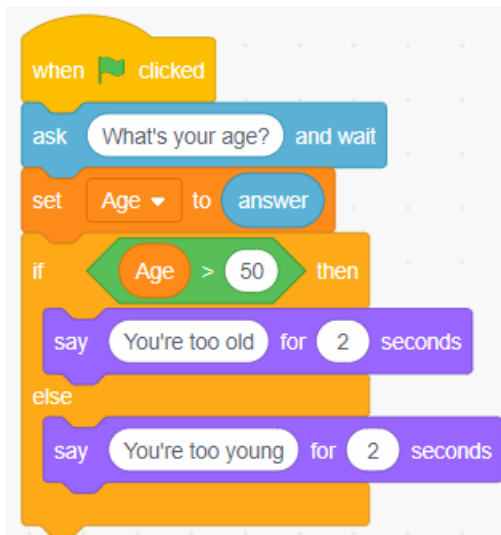 when clicked
ask What's your age? and wait
set Age to answer
if Age > 50 then
say You're too old for 2 seconds
else
say You're too young for 2 seconds